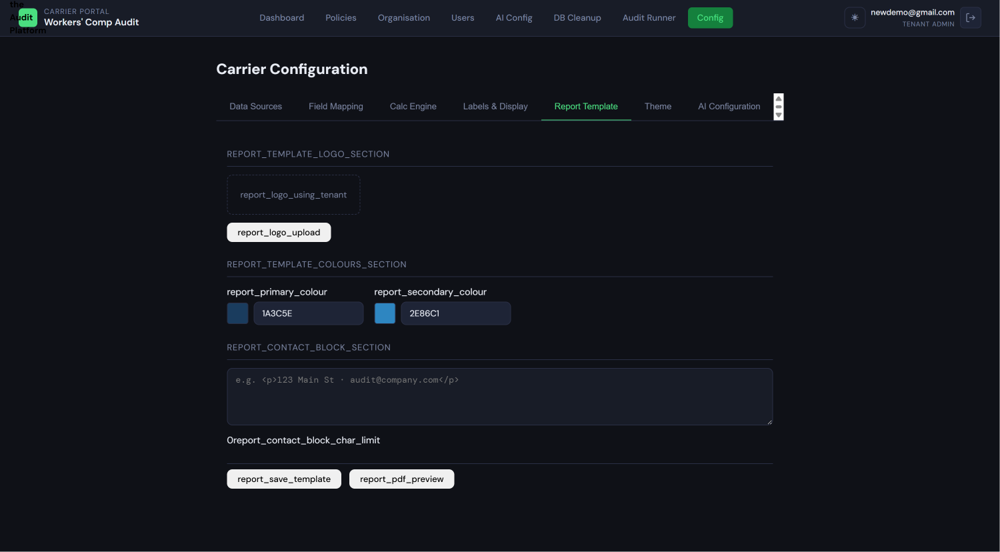 the
Audit
Platform
CARRIER PORTAL
Workers' Comp Audit
Dashboard
Policies
Organisation
Users
AI Config
DB Cleanup
Audit Runner
Config
newdemo@gmail.com
TENANT ADMIN
Carrier Configuration
Data Sources
Field Mapping
Calc Engine
Labels & Display
Report Template
Theme
AI Configuration
REPORT_TEMPLATE_LOGO_SECTION
report_logo_using_tenant
report_logo_upload
REPORT_TEMPLATE_COLOURS_SECTION
report_primary_colour
report_secondary_colour
1A3C5E
2E86C1
REPORT_CONTACT_BLOCK_SECTION
e.g. <p>123 Main St · audit@company.com</p>
0report_contact_block_char_limit
report_save_template
report_pdf_preview